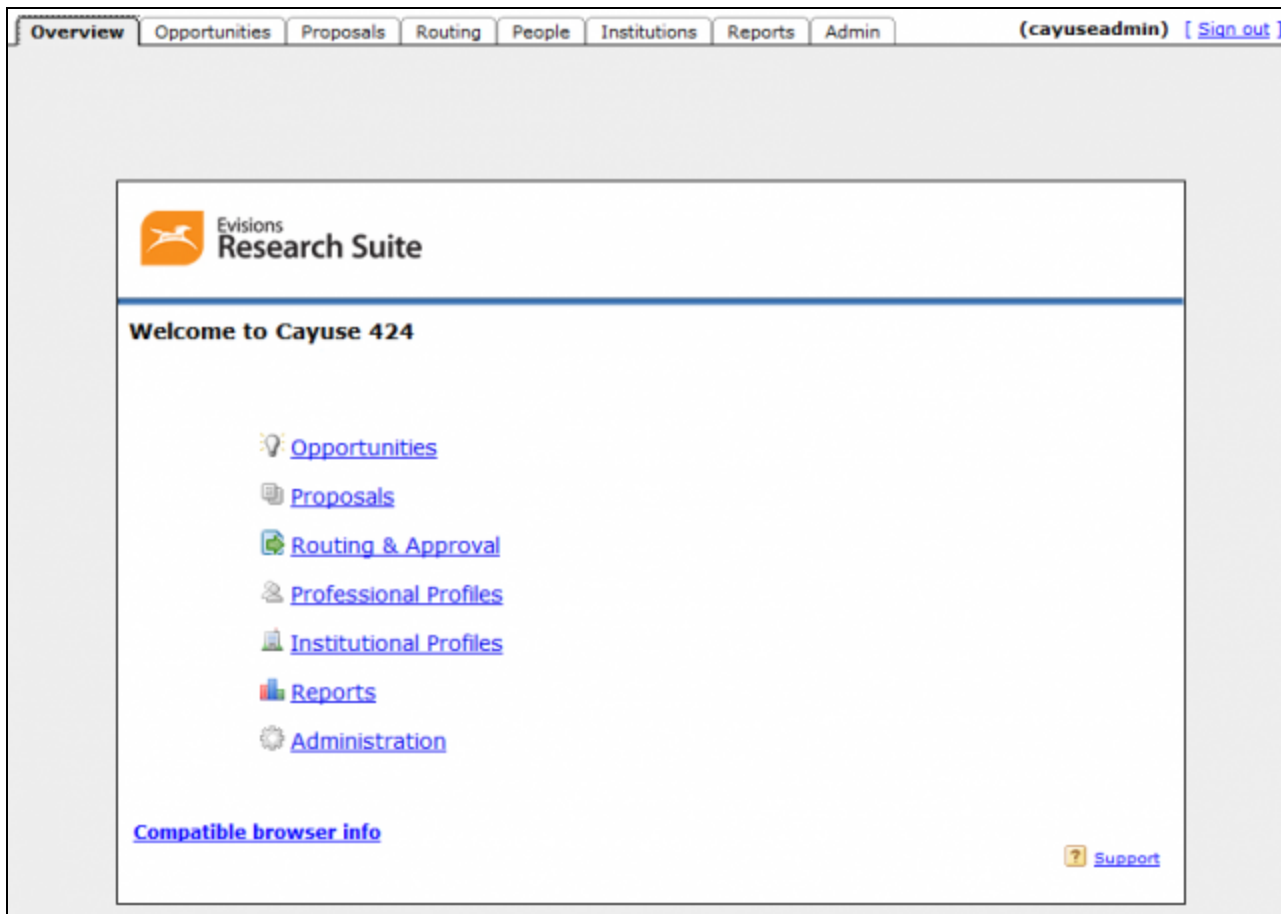 Overview Opportunities Proposals Routing People Institutions Reports Admin (cayuseadmin) [ Sign out ]
Evisions
Research Suite
Welcome to Cayuse 424
Opportunities
Proposals
Routing & Approval
Professional Profiles
Institutional Profiles
Reports
Administration
Compatible browser info
? Support